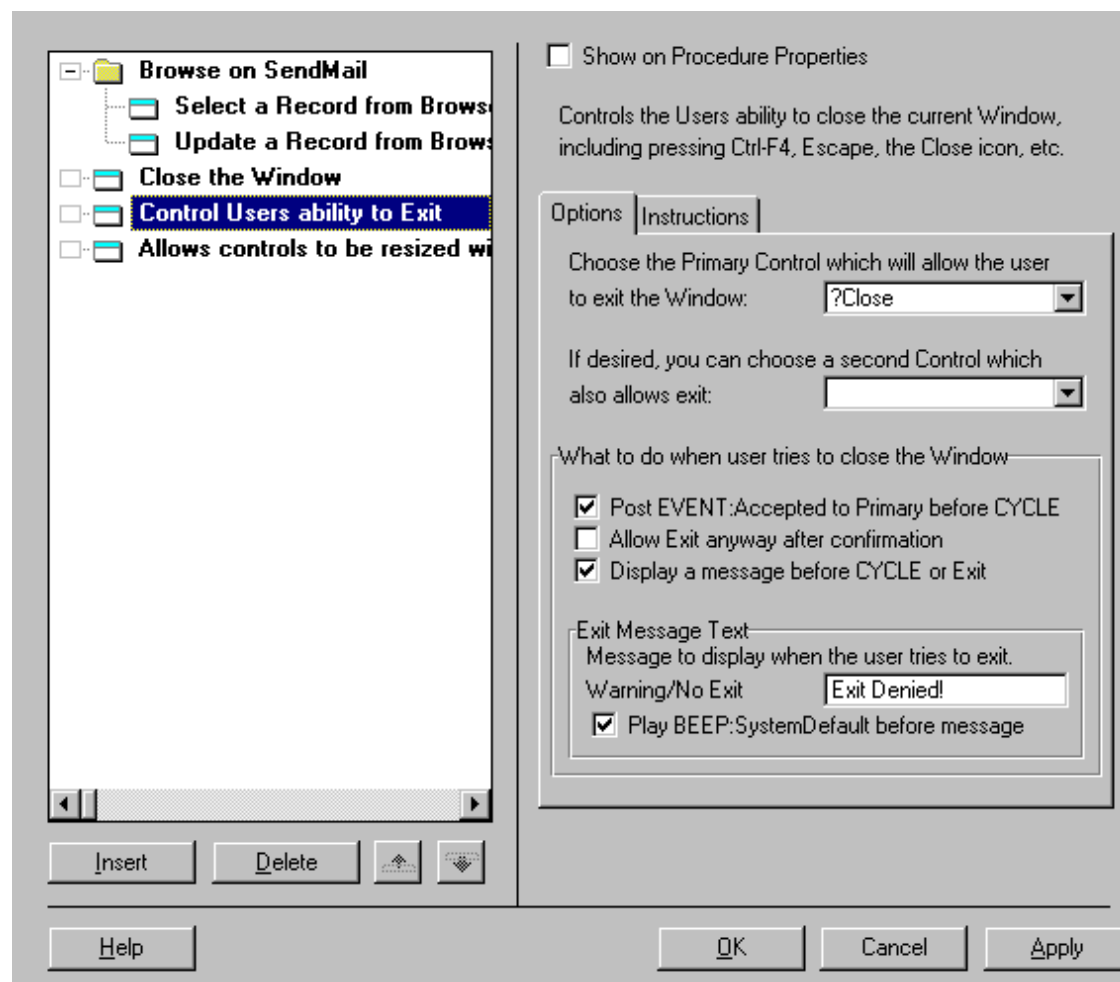 Browse on SendMail
Select a Record from Brows
Update a Record from Brows
Close the Window
Control Users ability to Exit
Allows controls to be resized wi
Insert
Delete
Show on Procedure Properties
Controls the Users ability to close the current Window,
including pressing Ctrl-F4, Escape, the Close icon, etc.
Options
Instructions
Choose the Primary Control which will allow the user
to exit the Window: ?Close
If desired, you can choose a second Control which
also allows exit:
What to do when user tries to close the Window
Post EVENT:Accepted to Primary before CYCLE
Allow Exit anyway after confirmation
Display a message before CYCLE or Exit
Exit Message Text
Message to display when the user tries to exit.
Warning/No Exit Exit Denied!
Play BEEP:SystemDefault before message
Help
OK
Cancel
Apply